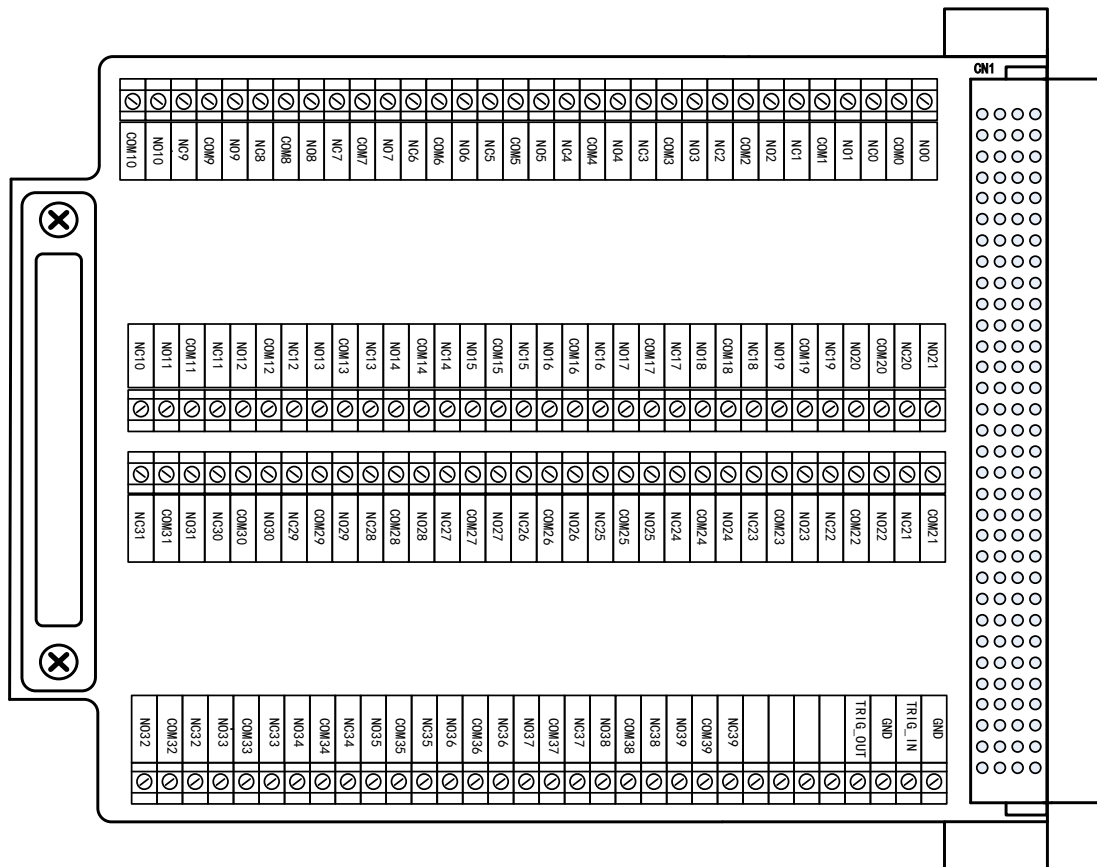 CN1
COM10 NO10 NC9 COM9 NO9 NC8 COM8 NO8 NC7 COM7 NO7 NC6 COM6 NO6 NC5 COM5 NO5 NC4 COM4 NO4 NC3 COM3 NO3 NC2 COM2 NO2 NC1 COM1 NO1 NC0 COM0 NO0
NC10 NO11 COM11 NC11 NO12 COM12 NC12 NO13 COM13 NC13 NO14 COM14 NC14 NO15 COM15 NC15 NO16 COM16 NC16 NO17 COM17 NC17 NO18 COM18 NC18 NO19 COM19 NC19 NO20 COM20 NC20 NO21
NC31 COM31 NO31 NC30 COM30 NO30 NC29 COM29 NO29 NC28 COM28 NO28 NC27 COM27 NO27 NC26 COM26 NO26 NC25 COM25 NO25 NC24 COM24 NO24 NC23 COM23 NO23 NC22 COM22 NO22 NC21 COM21
NO32 COM32 NC32 NO33 COM33 NC33 NO34 COM34 NC34 NO35 COM35 NC35 NO36 COM36 NC36 NO37 COM37 NC37 NO38 COM38 NC38 NO39 COM39 NC39 TRIG_OUT GND TRIG_IN GND